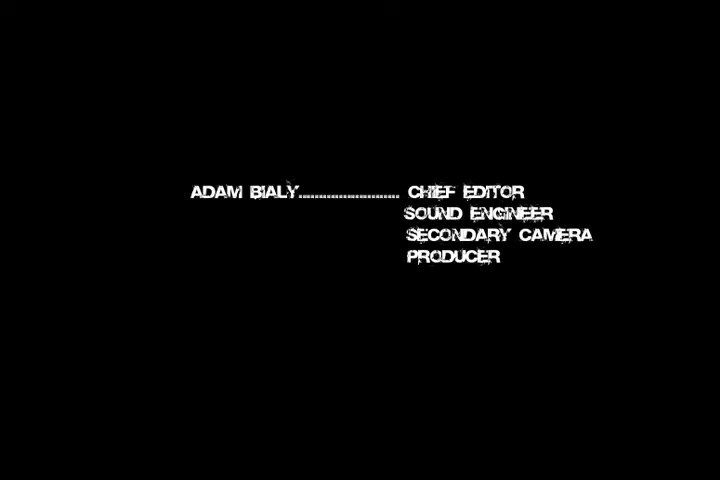 ADAM BIALY......................... CHIEF EDITOR
SOUND ENGINEER
SECONDARY CAMERA
PRODUCER